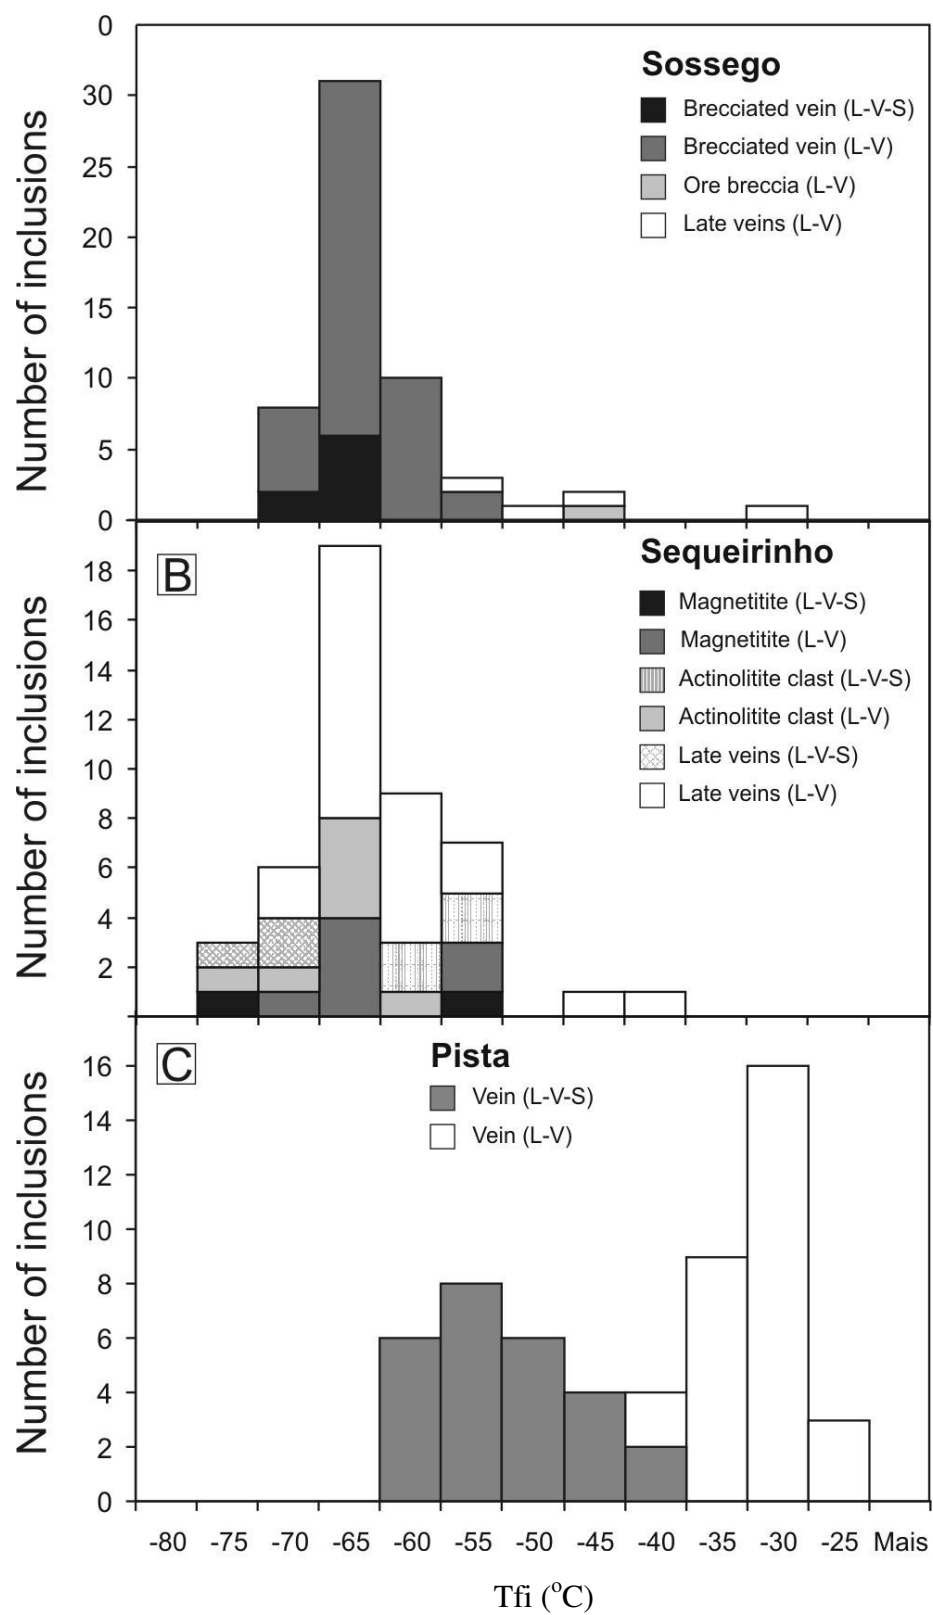 Number of inclusions
0
30
25
20
15
10
5
0
Sossego
Brecciated vein (L-V-S)
Brecciated vein (L-V)
Ore breccia (L-V)
Late veins (L-V)
Number of inclusions
18
16
14
12
10
8
6
4
2
B
Sequeirinho
Magnetitite (L-V-S)
Magnetitite (L-V)
Actinolitite clast (L-V-S)
Actinolitite clast (L-V)
Late veins (L-V-S)
Late veins (L-V)
Number of inclusions
16
14
12
10
8
6
4
2
0
C
Pista
Vein (L-V-S)
Vein (L-V)
-80 -75 -70 -65 -60 -55 -50 -45 -40 -35 -30 -25 Mais
Tfi (°C)